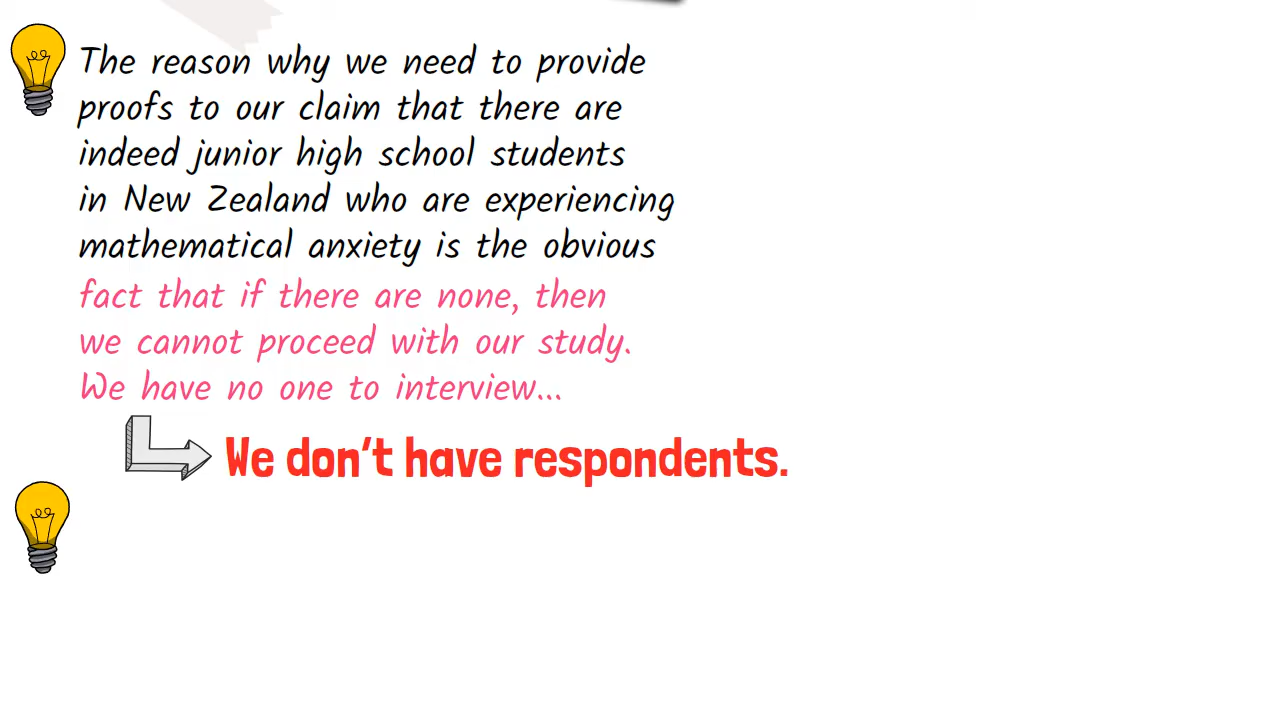 The reason why we need to provide
proofs to our claim that there are
indeed junior high school students
in New Zealand who are experiencing
mathematical anxiety is the obvious
fact that if there are none, then
we cannot proceed with our study.
We have no one to interview...
We don't have respondents.